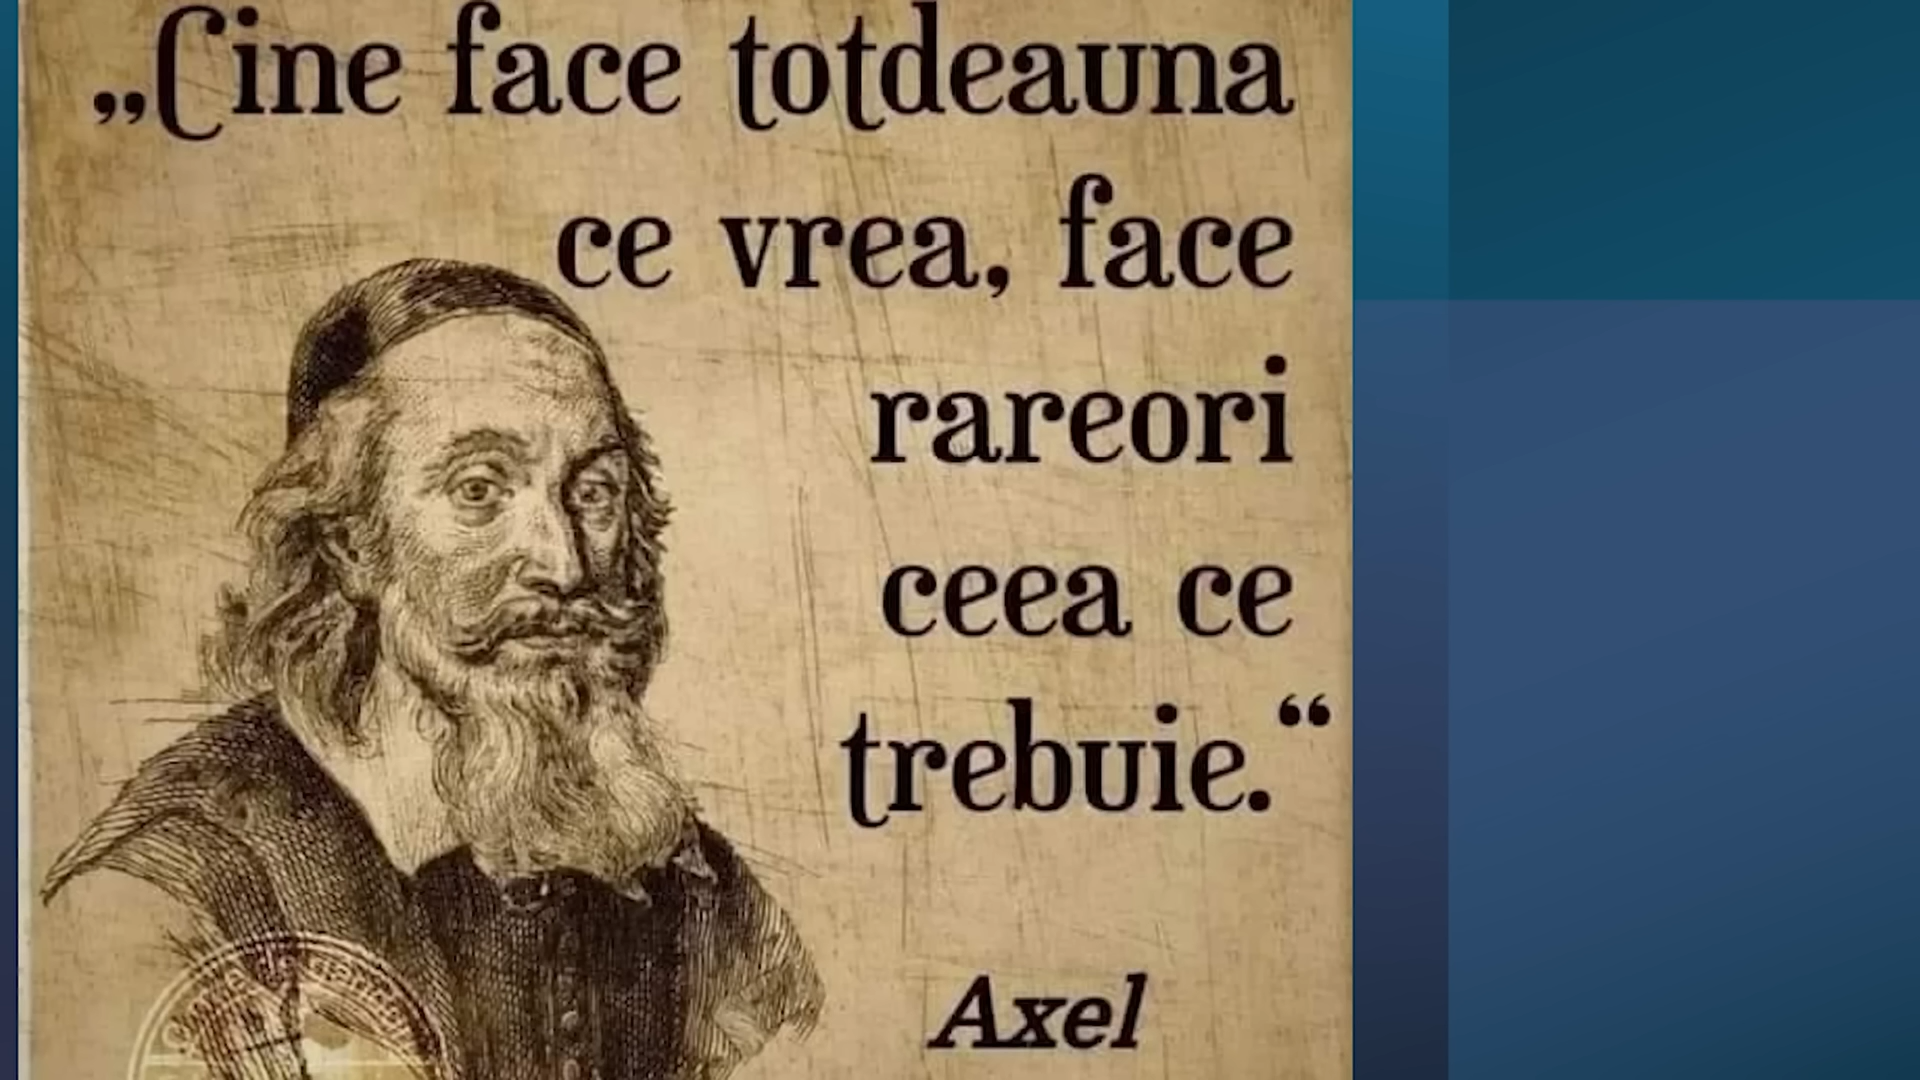 „Cine face totdeauna
ce vrea, face
rareori
ceea ce
trebuie.“
Axel